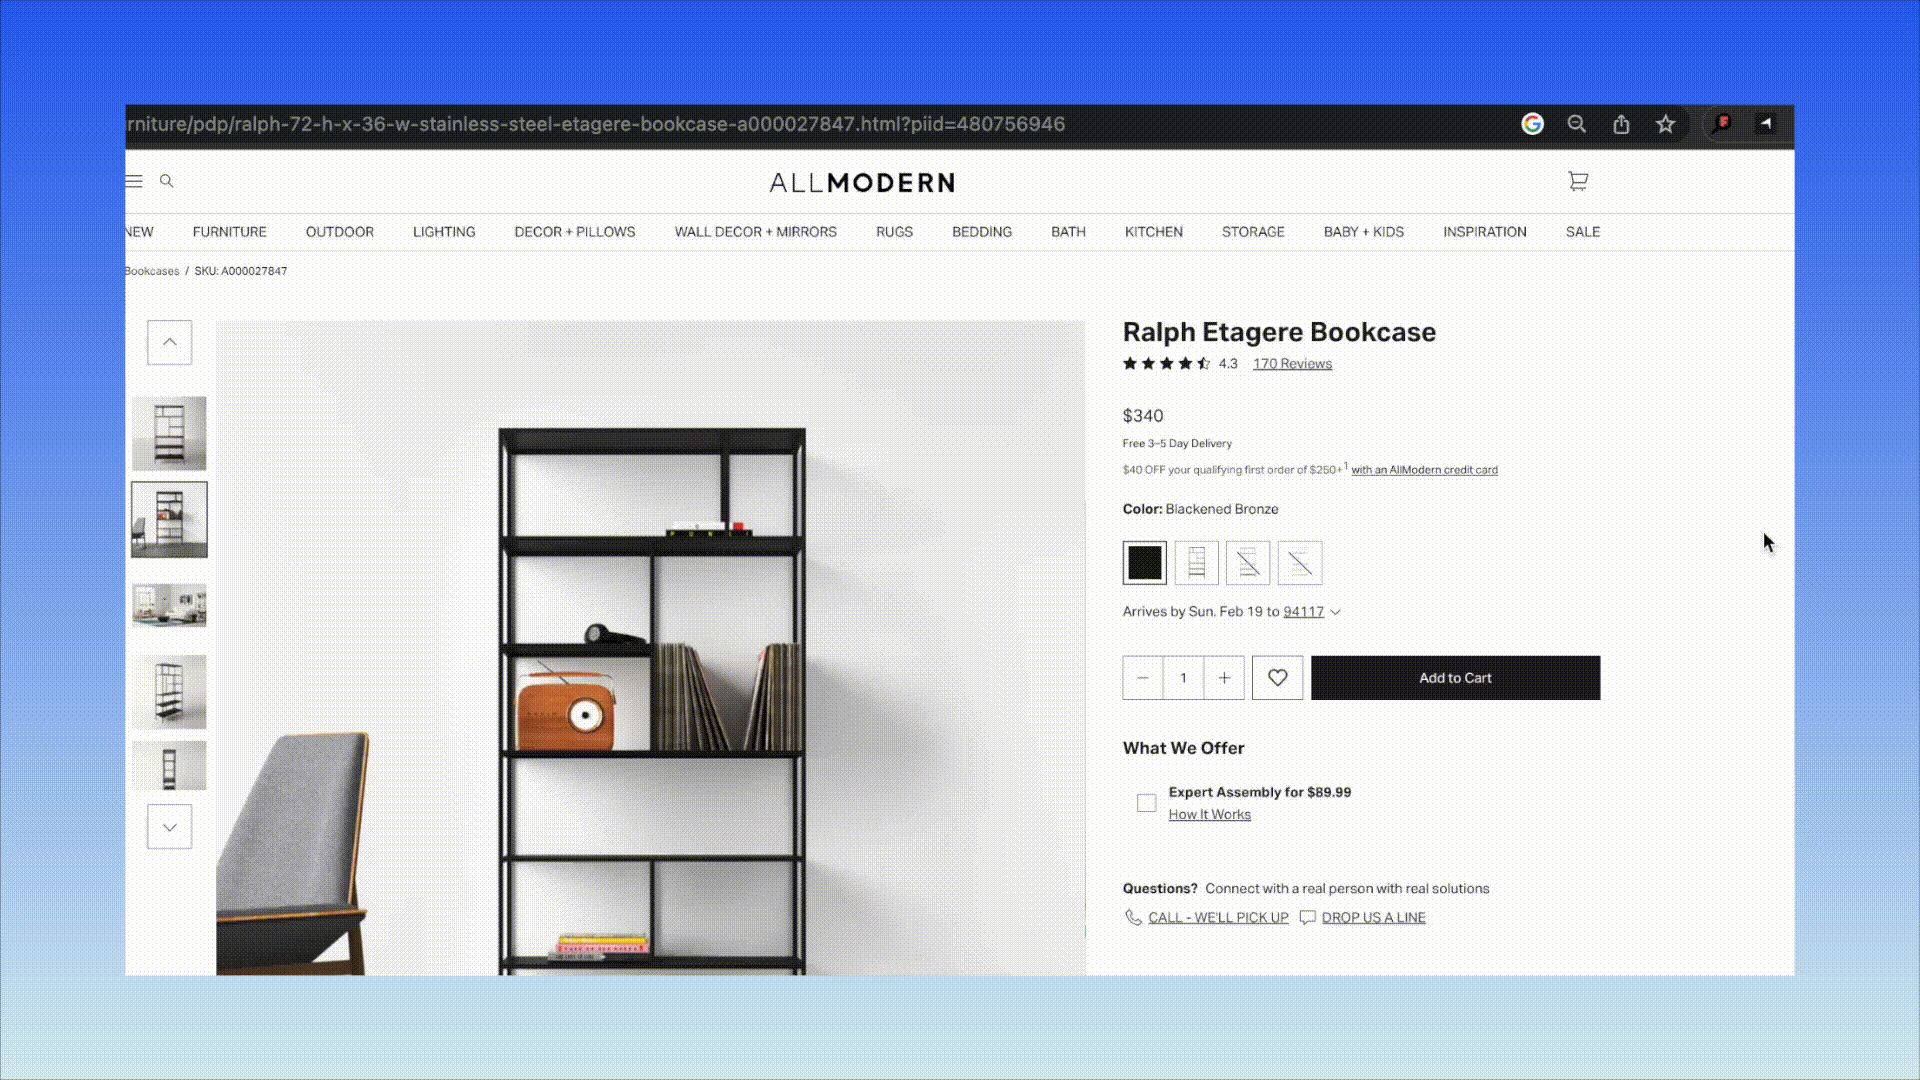 rniture/pdp/ralph-72-h-x-36-w-stainless-steel-etagere-bookcase-a000027847.html?piid=480756946
ALLMODERN
NEW FURNITURE OUTDOOR LIGHTING DECOR + PILLOWS WALL DECOR + MIRRORS RUGS BEDDING BATH KITCHEN STORAGE BABY + KIDS INSPIRATION SALE
Bookcases / SKU: A000027847
Ralph Etagere Bookcase
4.3 170 Reviews
$340
Free 3-5 Day Delivery
$40 OFF your qualifying first order of $250+1 with an AllModern credit card
Color: Blackened Bronze
Arrives by Sun. Feb 19 to 94117
1 Add to Cart
What We Offer
Expert Assembly for $89.99
How It Works
Questions? Connect with a real person with real solutions
CALL - WE'LL PICK UP DROP US A LINE